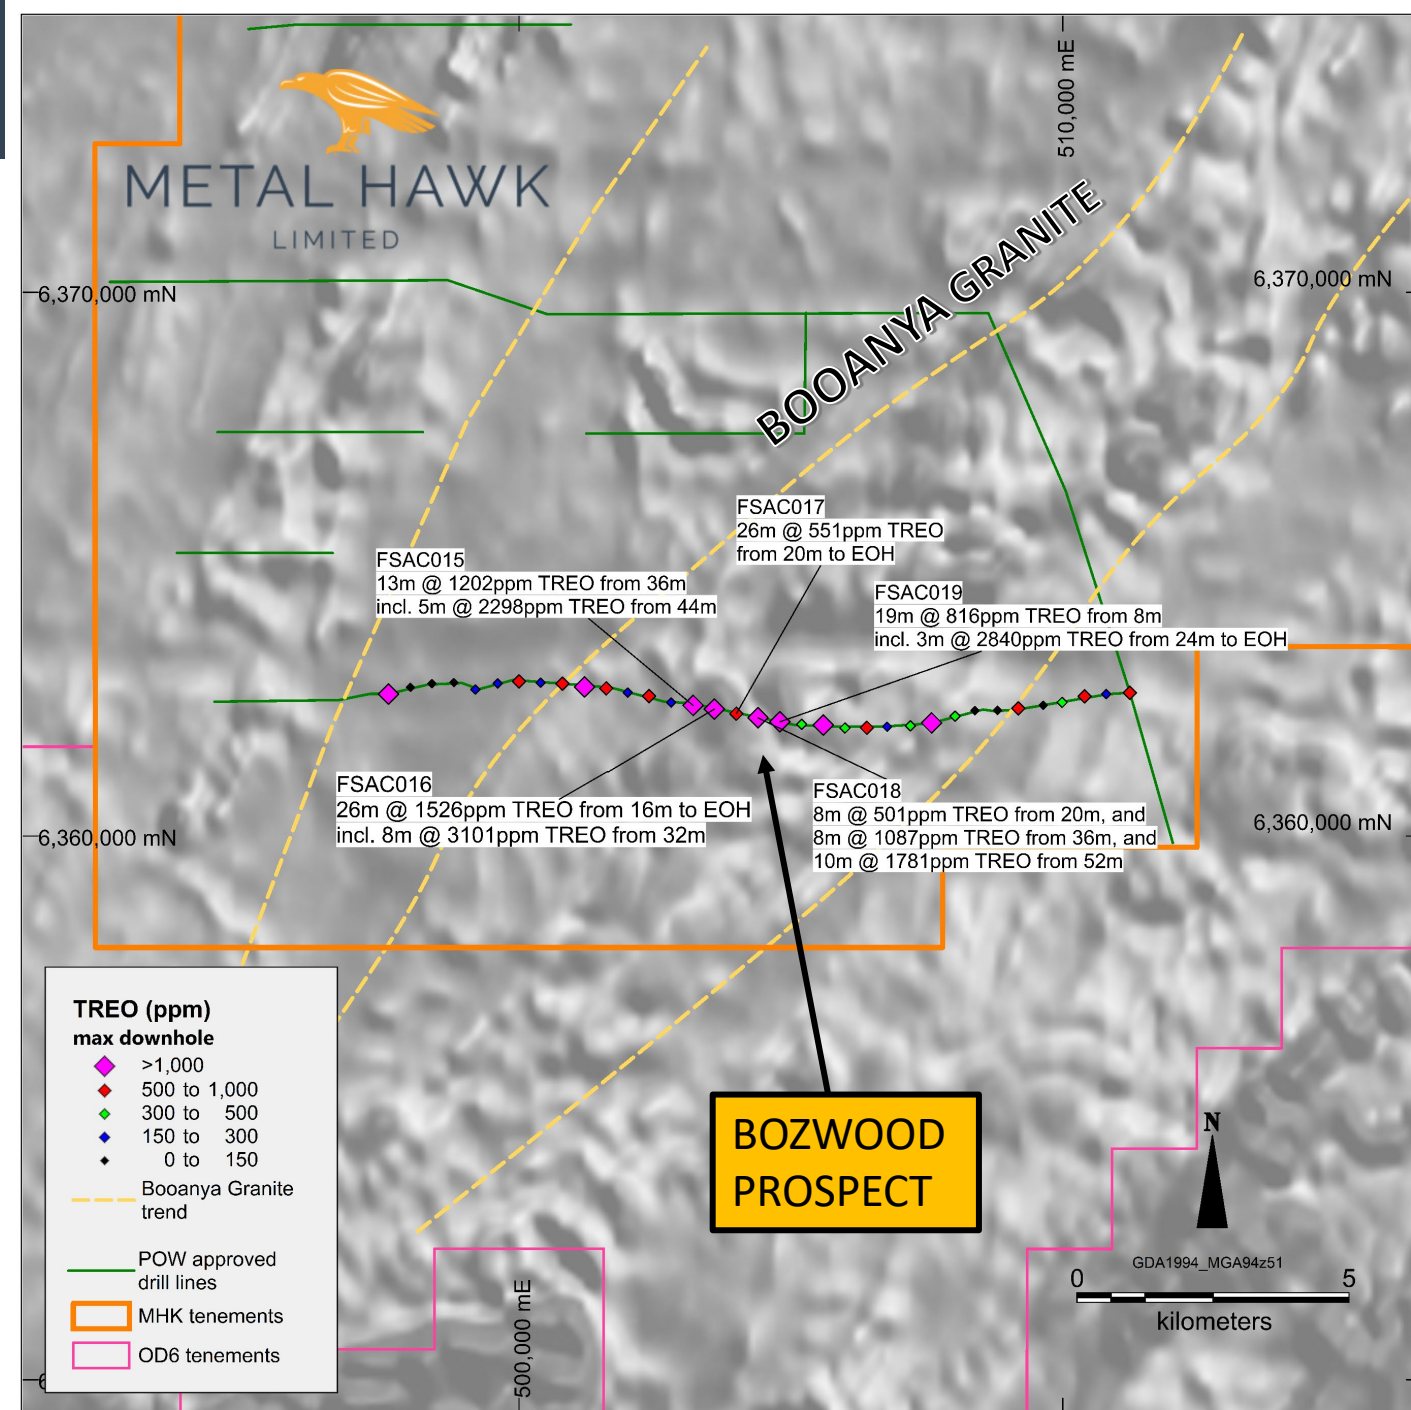 METAL HAWK
LIMITED
510,000 mE
6,370,000 mN
6,370,000 mN
BOOANYA GRANITE
FSAC017
26m @ 551ppm TREO
from 20m to EOH
FSAC015
13m @ 1202ppm TREO from 36m
incl. 5m @ 2298ppm TREO from 44m
FSAC019
19m @ 816ppm TREO from 8m
incl. 3m @ 2840ppm TREO from 24m to EOH
FSAC016
26m @ 1526ppm TREO from 16m to EOH
incl. 8m @ 3101ppm TREO from 32m
FSAC018
8m @ 501ppm TREO from 20m, and
8m @ 1087ppm TREO from 36m, and
10m @ 1781ppm TREO from 52m
6,360,000 mN
6,360,000 mN
TREO (ppm)
max downhole
>1,000
500 to 1,000
300 to 500
150 to 300
0 to 150
Booanya Granite
trend
POW approved
drill lines
MHK tenements
OD6 tenements
BOZWOOD
PROSPECT
500,000 mE
N
GDA1994_MGA94z51
0 5
kilometers